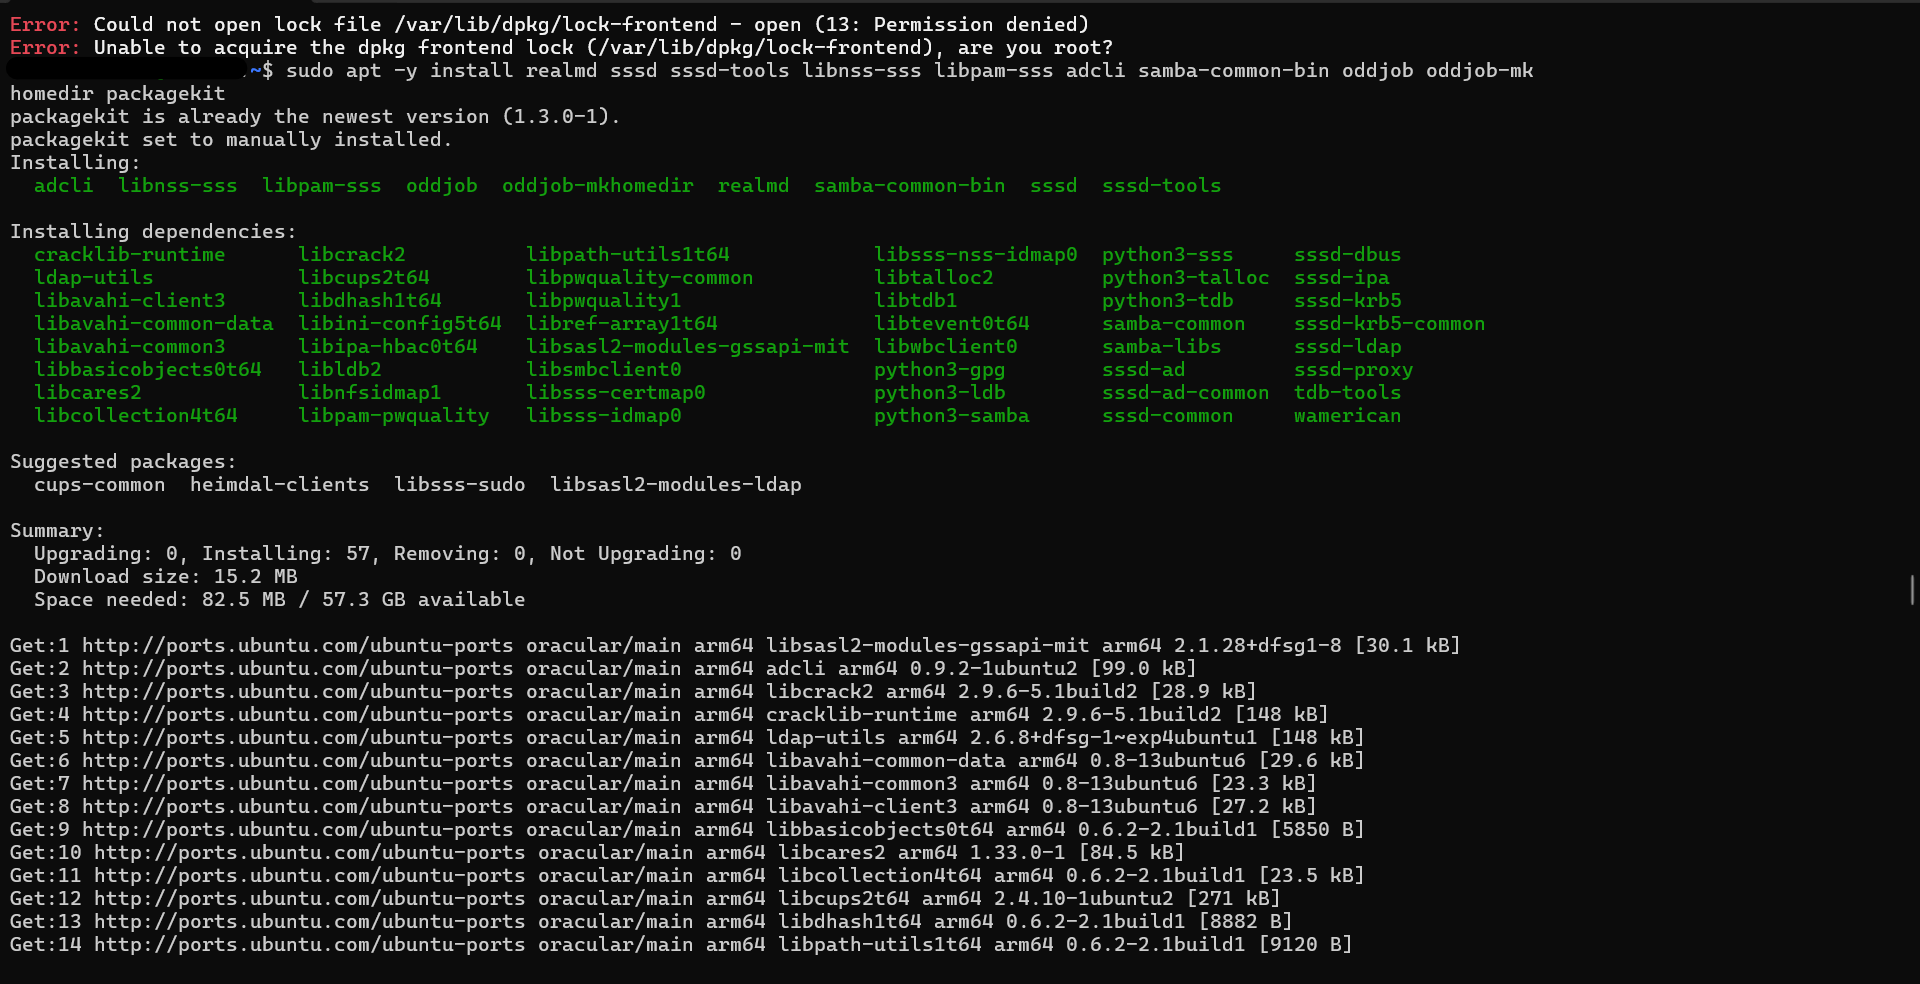 Error: Could not open lock file /var/lib/dpkg/lock-frontend - open (13: Permission denied)
Error: Unable to acquire the dpkg frontend lock (/var/lib/dpkg/lock-frontend), are you root?
:~$ sudo apt -y install realmd sssd sssd-tools libnss-sss libpam-sss adcli samba-common-bin oddjob oddjob-mk
homedir packagekit
packagekit is already the newest version (1.3.0-1).
packagekit set to manually installed.
Installing:
  adcli  libnss-sss  libpam-sss  oddjob  oddjob-mkhomedir  realmd  samba-common-bin  sssd  sssd-tools

Installing dependencies:
  cracklib-runtime      libcrack2          libpath-utils1t64           libsss-nss-idmap0  python3-sss     sssd-dbus
  ldap-utils            libcups2t64        libpwquality-common         libtalloc2         python3-talloc  sssd-ipa
  libavahi-client3      libdhash1t64       libpwquality1               libtdb1            python3-tdb     sssd-krb5
  libavahi-common-data  libini-config5t64  libref-array1t64            libtevent0t64      samba-common    sssd-krb5-common
  libavahi-common3      libipa-hbac0t64    libsasl2-modules-gssapi-mit  libwbclient0       samba-libs      sssd-ldap
  libbasicobjects0t64   libldb2            libsmbclient0               python3-gpg        sssd-ad         sssd-proxy
  libcares2             libnfsidmap1       libsss-certmap0             python3-ldb        sssd-ad-common  tdb-tools
  libcollection4t64     libpam-pwquality   libsss-idmap0               python3-samba      sssd-common     wamerican

Suggested packages:
  cups-common  heimdal-clients  libsss-sudo  libsasl2-modules-ldap

Summary:
  Upgrading: 0, Installing: 57, Removing: 0, Not Upgrading: 0
  Download size: 15.2 MB
  Space needed: 82.5 MB / 57.3 GB available

Get:1 http://ports.ubuntu.com/ubuntu-ports oracular/main arm64 libsasl2-modules-gssapi-mit arm64 2.1.28+dfsg1-8 [30.1 kB]
Get:2 http://ports.ubuntu.com/ubuntu-ports oracular/main arm64 adcli arm64 0.9.2-1ubuntu2 [99.0 kB]
Get:3 http://ports.ubuntu.com/ubuntu-ports oracular/main arm64 libcrack2 arm64 2.9.6-5.1build2 [28.9 kB]
Get:4 http://ports.ubuntu.com/ubuntu-ports oracular/main arm64 cracklib-runtime arm64 2.9.6-5.1build2 [148 kB]
Get:5 http://ports.ubuntu.com/ubuntu-ports oracular/main arm64 ldap-utils arm64 2.6.8+dfsg-1~exp4ubuntu1 [148 kB]
Get:6 http://ports.ubuntu.com/ubuntu-ports oracular/main arm64 libavahi-common-data arm64 0.8-13ubuntu6 [29.6 kB]
Get:7 http://ports.ubuntu.com/ubuntu-ports oracular/main arm64 libavahi-common3 arm64 0.8-13ubuntu6 [23.3 kB]
Get:8 http://ports.ubuntu.com/ubuntu-ports oracular/main arm64 libavahi-client3 arm64 0.8-13ubuntu6 [27.2 kB]
Get:9 http://ports.ubuntu.com/ubuntu-ports oracular/main arm64 libbasicobjects0t64 arm64 0.6.2-2.1build1 [5850 B]
Get:10 http://ports.ubuntu.com/ubuntu-ports oracular/main arm64 libcares2 arm64 1.33.0-1 [84.5 kB]
Get:11 http://ports.ubuntu.com/ubuntu-ports oracular/main arm64 libcollection4t64 arm64 0.6.2-2.1build1 [23.5 kB]
Get:12 http://ports.ubuntu.com/ubuntu-ports oracular/main arm64 libcups2t64 arm64 2.4.10-1ubuntu2 [271 kB]
Get:13 http://ports.ubuntu.com/ubuntu-ports oracular/main arm64 libdhash1t64 arm64 0.6.2-2.1build1 [8882 B]
Get:14 http://ports.ubuntu.com/ubuntu-ports oracular/main arm64 libpath-utils1t64 arm64 0.6.2-2.1build1 [9120 B]